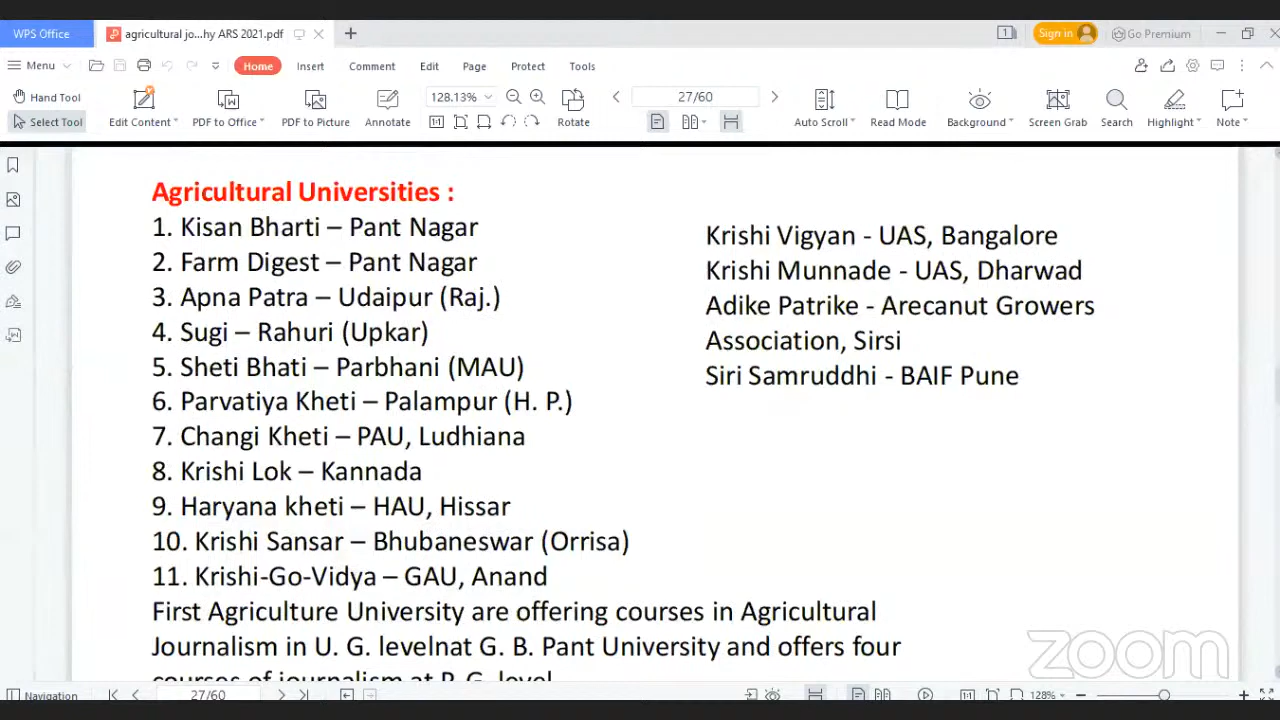 WPS Office
agricultural jo...hy ARS 2021.pdf
1
Sign in
Go Premium
Menu
Home
Insert
Comment
Edit
Page
Protect
Tools
Hand Tool
Select Tool
Edit Content
PDF to Office
PDF to Picture
Annotate
128.13%
Rotate
27/60
Auto Scroll
Read Mode
Background
Screen Grab
Search
Highlight
Note
Agricultural Universities :
1. Kisan Bharti – Pant Nagar
2. Farm Digest – Pant Nagar
3. Apna Patra – Udaipur (Raj.)
4. Sugi – Rahuri (Upkar)
5. Sheti Bhati – Parbhani (MAU)
6. Parvatiya Kheti – Palampur (H. P.)
7. Changi Kheti – PAU, Ludhiana
8. Krishi Lok – Kannada
9. Haryana kheti – HAU, Hissar
10. Krishi Sansar – Bhubaneswar (Orrisa)
11. Krishi-Go-Vidya – GAU, Anand
First Agriculture University are offering courses in Agricultural
Journalism in U. G. levelnat G. B. Pant University and offers four
courses of journalism at P. G. level
Krishi Vigyan - UAS, Bangalore
Krishi Munnade - UAS, Dharwad
Adike Patrike - Arecanut Growers
Association, Sirsi
Siri Samruddhi - BAIF Pune
zoom
Navigation
27/60
128%